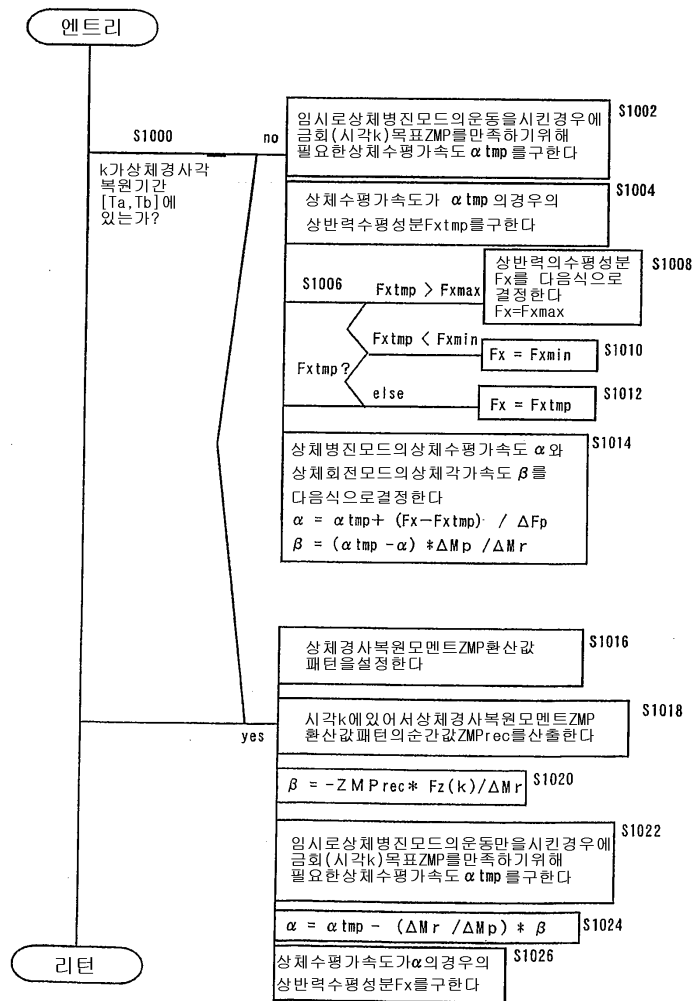 엔트리
S1000
no
k가상체경사각
복원기간
[Ta,Tb]에
있는가?
S1002
임시로상체병진모드의운동을시킨경우에
금회(시각k)목표ZMP를만족하기위해
필요한상체수평가속도 αtmp 를구한다
S1004
상체수평가속도가 αtmp 의경우의
상반력수평성분Fxtmp를구한다
S1006
Fxtmp?
Fxtmp > Fxmax
S1008
상반력의수평성분
Fx를 다음식으로
결정한다
Fx=Fxmax
Fxtmp < Fxmin
S1010
Fx = Fxmin
else
S1012
Fx = Fxtmp
S1014
상체병진모드의상체수평가속도 α와
상체회전모드의상체각가속도 β를
다음식으로결정한다
α = αtmp+ (Fx-Fxtmp) / ΔFp
β = (αtmp -α) *ΔMp /ΔMr
yes
S1016
상체경사복원모멘트ZMP환산값
패턴을설정한다
S1018
시각k에있어서상체경사복원모멘트ZMP
환산값패턴의순간값ZMPrec를산출한다
S1020
β = -ZMPrec* Fz(k)/ΔMr
S1022
임시로상체병진모드의운동만을시킨경우에
금회(시각k)목표ZMP를만족하기위해
필요한상체수평가속도 αtmp 를구한다
S1024
α = αtmp - (ΔMr /ΔMp) * β
S1026
상체수평가속도가α의경우의
상반력수평성분Fx를구한다
리턴